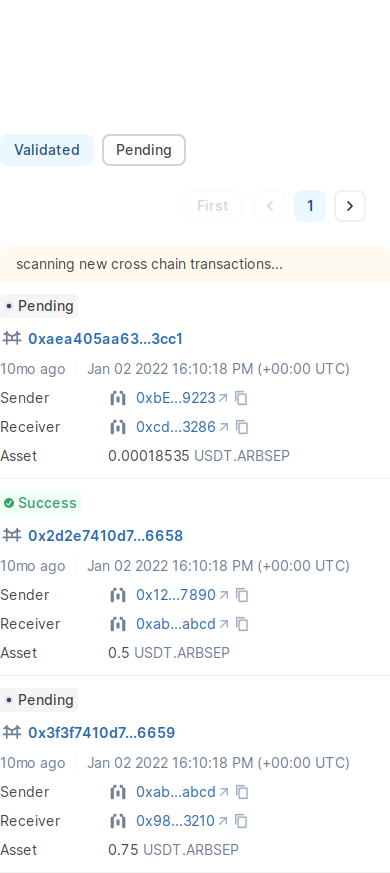 Validated Pending
First 1
scanning new cross chain transactions...
Pending
0xaea405aa63...3cc1
10mo ago Jan 02 2022 16:10:18 PM (+00:00 UTC)
Sender 0xbE...9223
Receiver 0xcd...3286
Asset 0.00018535 USDT.ARBSEP
Success
0x2d2e7410d7...6658
10mo ago Jan 02 2022 16:10:18 PM (+00:00 UTC)
Sender 0x12...7890
Receiver 0xab...abcd
Asset 0.5 USDT.ARBSEP
Pending
0x3f3f7410d7...6659
10mo ago Jan 02 2022 16:10:18 PM (+00:00 UTC)
Sender 0xab...abcd
Receiver 0x98...3210
Asset 0.75 USDT.ARBSEP